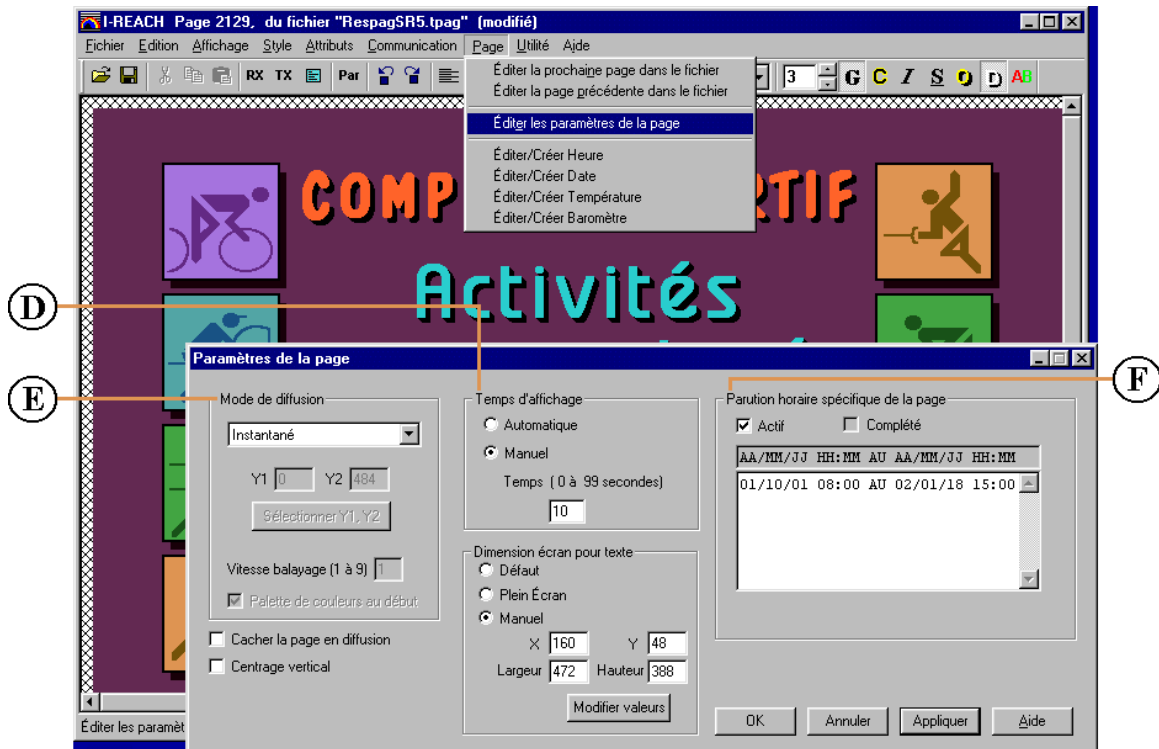 I-REACH Page 2129, du fichier "RespagSR5.tpag" (modifié)
Fichier Edition Affichage Style Attributs Communication Page Utilité Ajde
RX TX Par 3 G C I S O D AB
Éditer la prochaine page dans le fichier
Éditer la page précédente dans le fichier
Éditer les paramètres de la page
Éditer/Créer Heure
Éditer/Créer Date
Éditer/Créer Température
Éditer/Créer Baromètre
COMP RTIF
Activités
D
E
F
Paramètres de la page
Mode de diffusion
Instantané
Y1 0 Y2 484
Sélectionner Y1, Y2
Vitesse balayage (1 à 9) 1
Palette de couleurs au début
Cacher la page en diffusion
Centrage vertical
Temps d'affichage
Automatique
Manuel
Temps ( 0 à 99 secondes)
10
Dimension écran pour texte
Défaut
Plein Écran
Manuel
X 160 Y 48
Largeur 472 Hauteur 388
Modifier valeurs
Parution horaire spécifique de la page
Actif Complété
AA/MM/JJ HH:MM AU AA/MM/JJ HH:MM
01/10/01 08:00 AU 02/01/18 15:00
OK Annuler Appliquer Aide
Éditer les paramèt